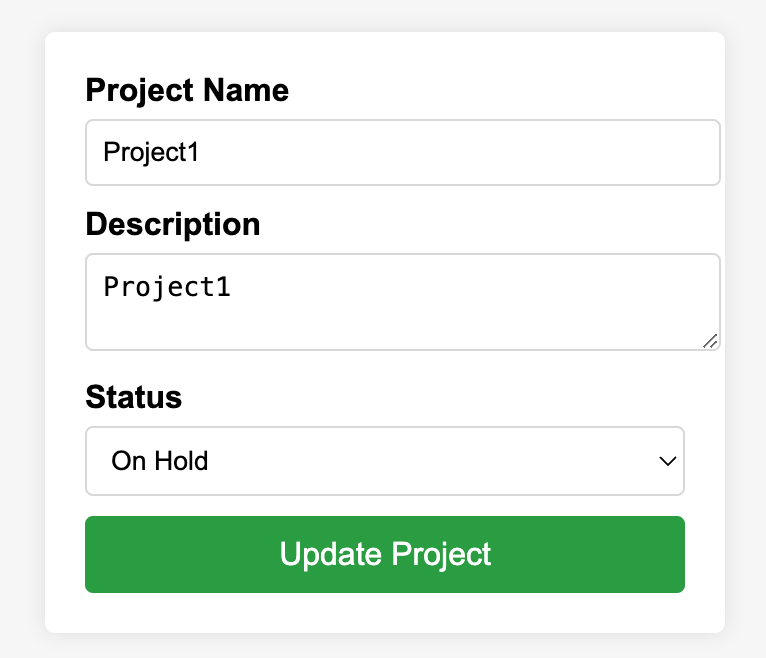 Project Name
Project1
Description
Project1
Status
On Hold
Update Project